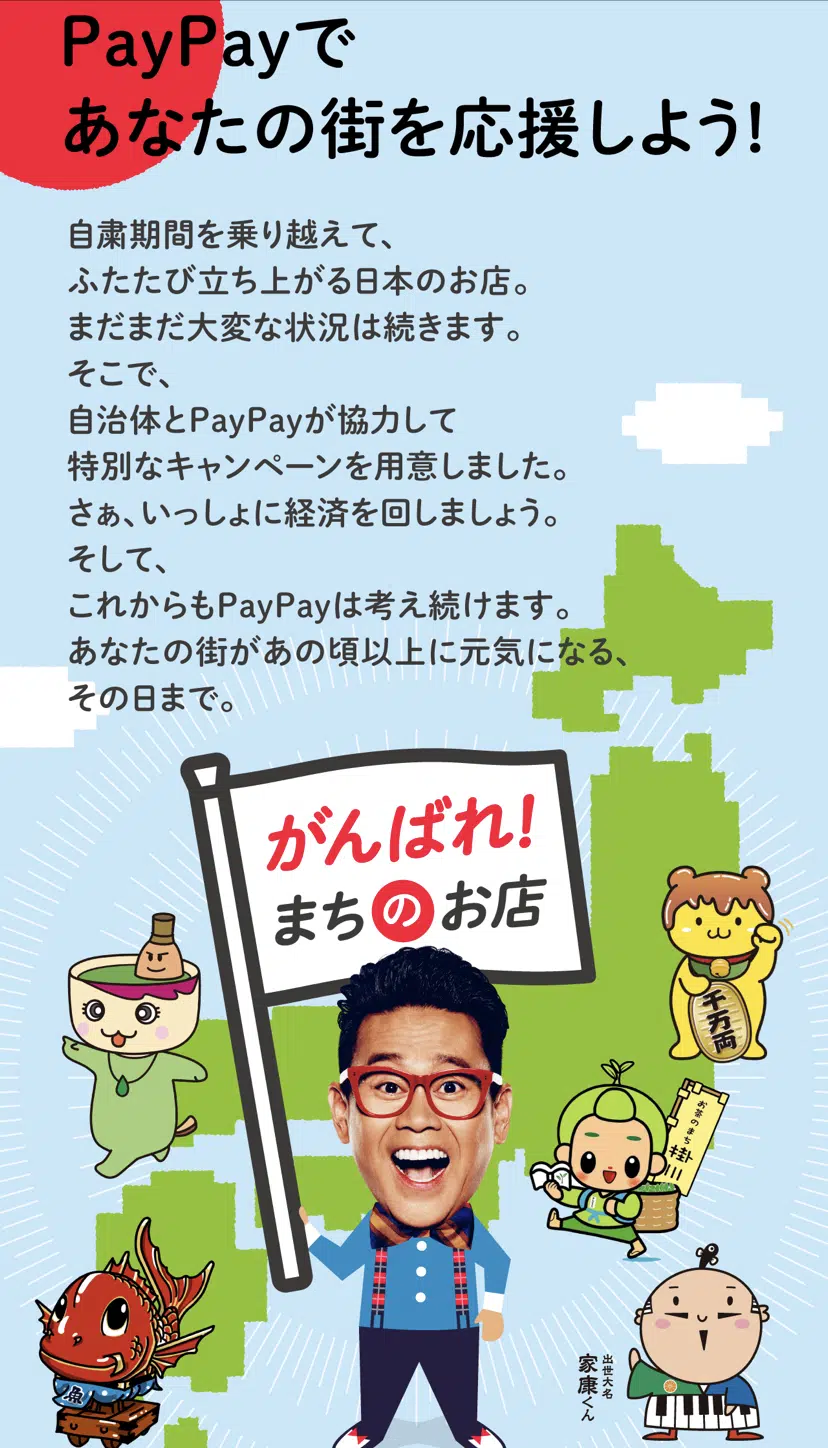 PayPayで
あなたの街を応援しよう!
自粛期間を乗り越えて、
ふたたび立ち上がる日本のお店。
まだまだ大変な状況は続きます。
そこで、
自治体とPayPayが協力して
特別なキャンペーンを用意しました。
さぁ、いっしょに経済を回しましょう。
そして、
これからもPayPayは考え続けます。
あなたの街があの頃以上に元気になる、
その日まで。
がんばれ!
まちのお店
千万両
お茶のまち
掛川
魚
出世大名
家康くん